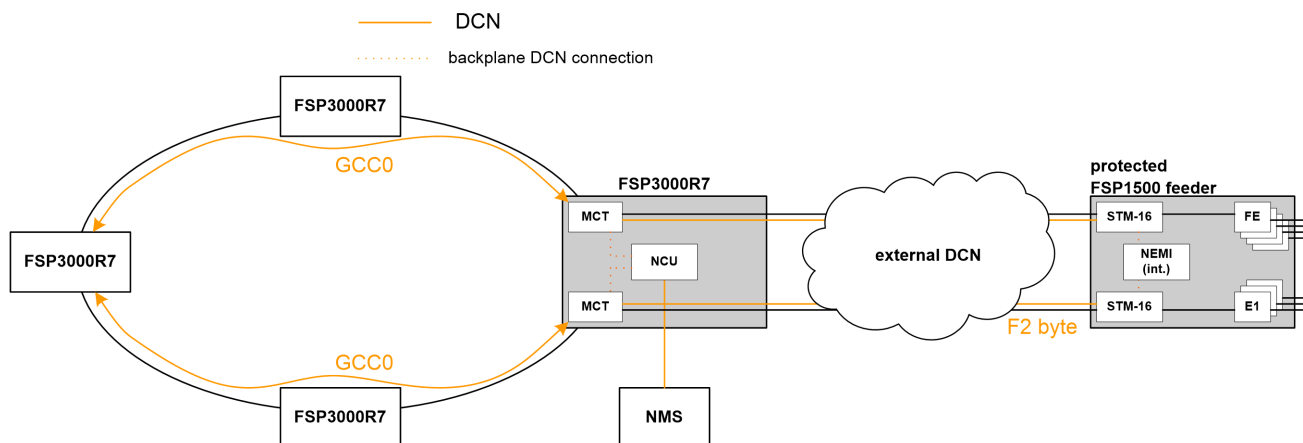 DCN
backplane DCN connection
FSP3000R7
GCC0
FSP3000R7
protected
FSP1500 feeder
MCT
STM-16
FE
FSP3000R7
NCU
external DCN
NEMI
(int.)
MCT
STM-16
E1
F2 byte
GCC0
FSP3000R7
NMS